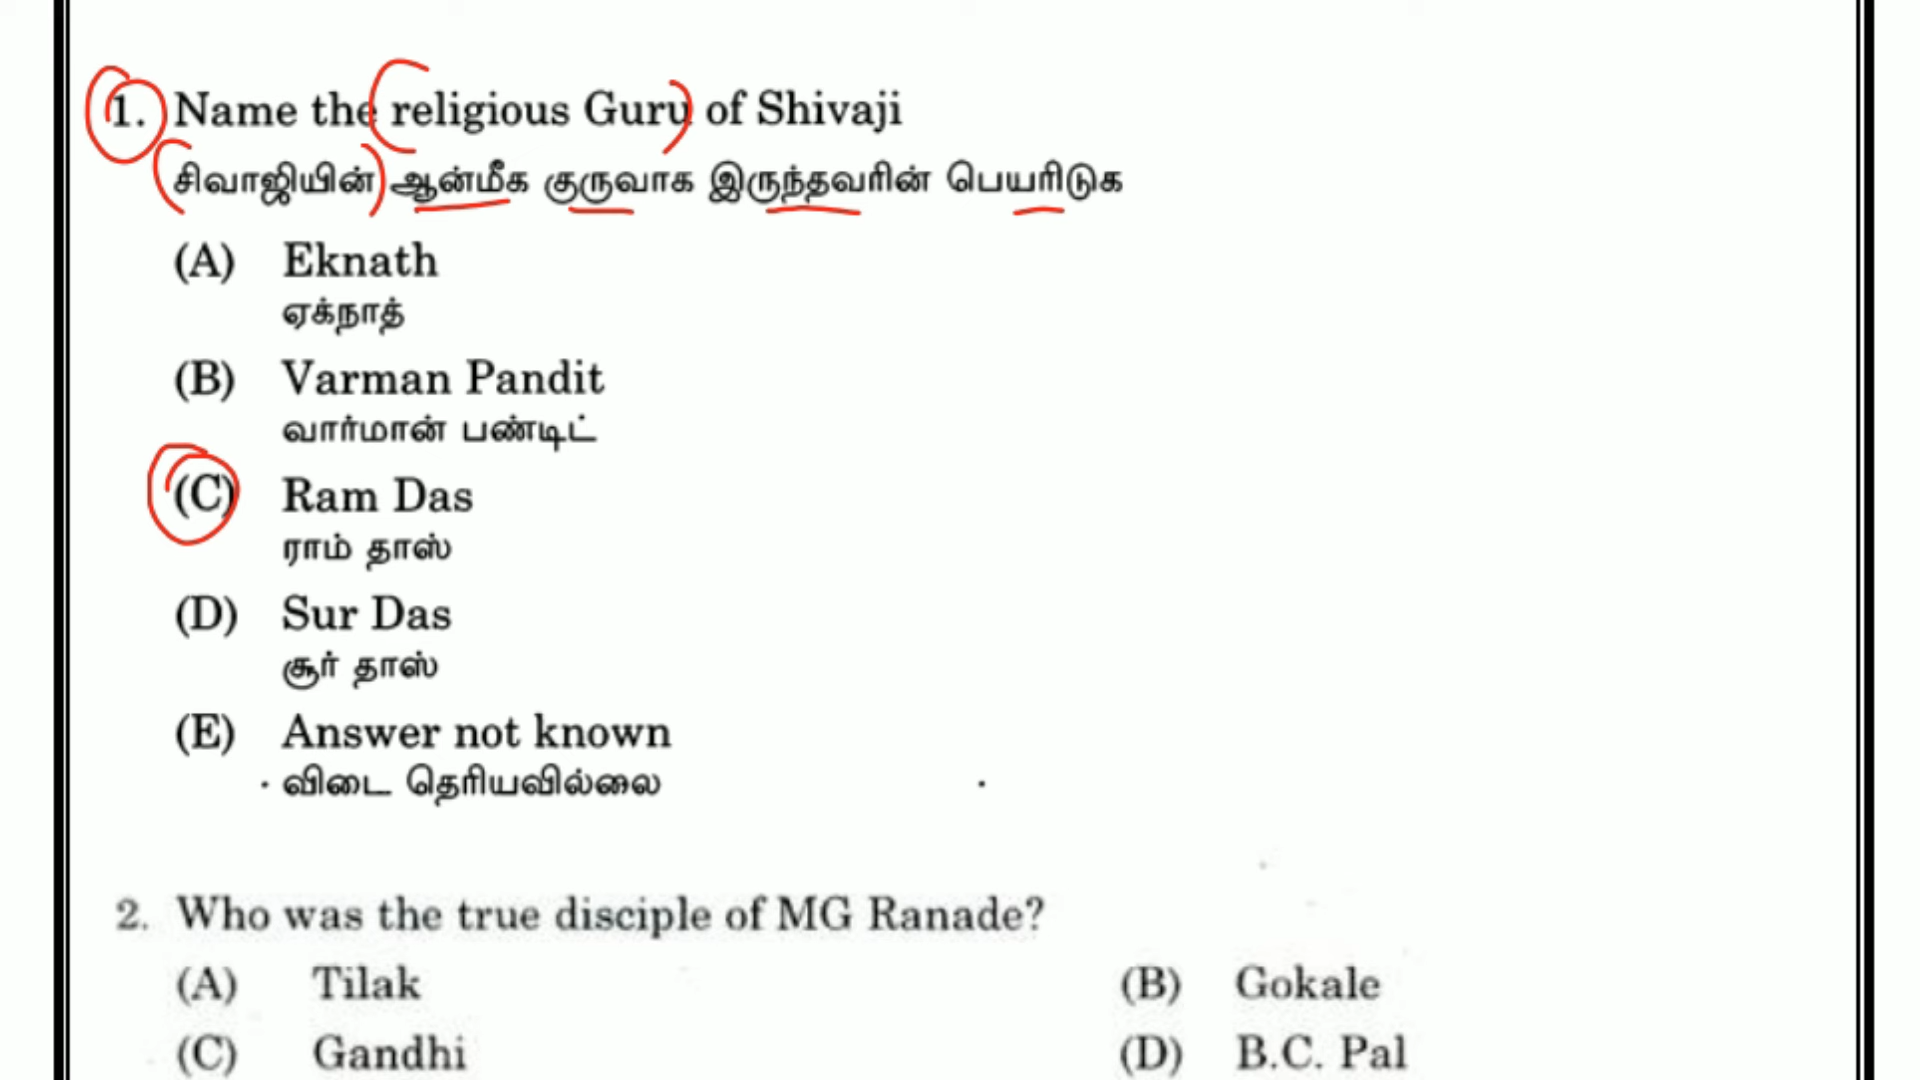 1. Name the religious Guru of Shivaji
சிவாஜியின் ஆன்மீக குருவாக இருந்தவரின் பெயரிடுக
(A) Eknath
ஏக்நாத்
(B) Varman Pandit
வார்மான் பண்டிட்
(C) Ram Das
ராம் தாஸ்
(D) Sur Das
சூர் தாஸ்
(E) Answer not known
விடை தெரியவில்லை
2. Who was the true disciple of MG Ranade?
(A) Tilak (B) Gokale
(C) Gandhi (D) B.C. Pal